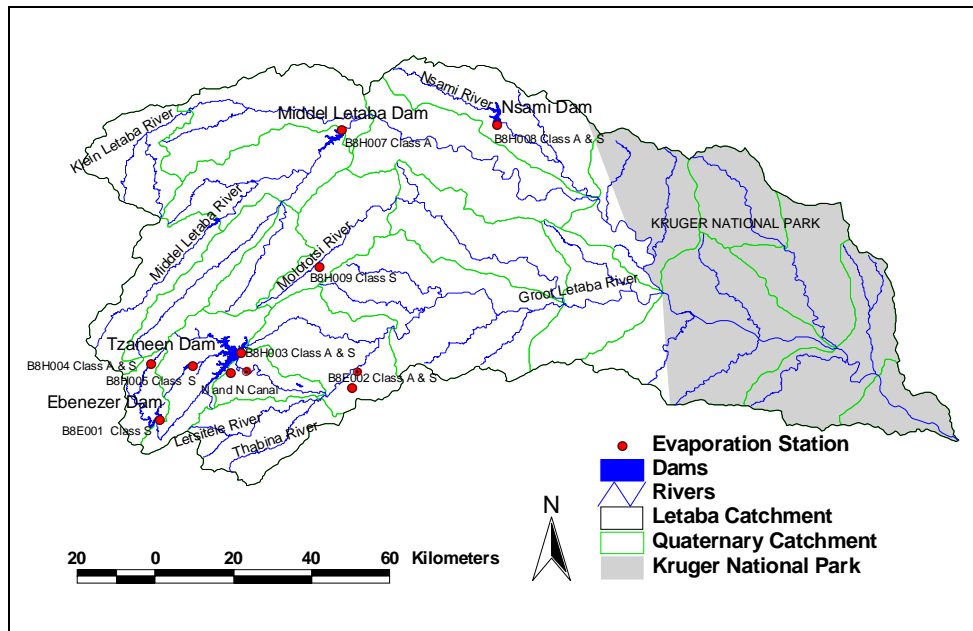 Nsami River
Nsami Dam
Middel Letaba Dam
Klein Letaba River
B8H007 Class A
B8H008 Class A & S
Middel Letaba River
KRUGER NATIONAL PARK
Molototsi River
B8H009 Class S
Groot Letaba River
Tzaneen Dam
B8H003 Class A & S
B8H004 Class A & S
B8H005 Class S
B8E002 Class A & S
N and N Canal
Ebenezer Dam
B8E001 Class S
Letsitele River
Thabina River
Evaporation Station
Dams
Rivers
N
Letaba Catchment
Quaternary Catchment
Kruger National Park
20 0 20 40 60 Kilometers